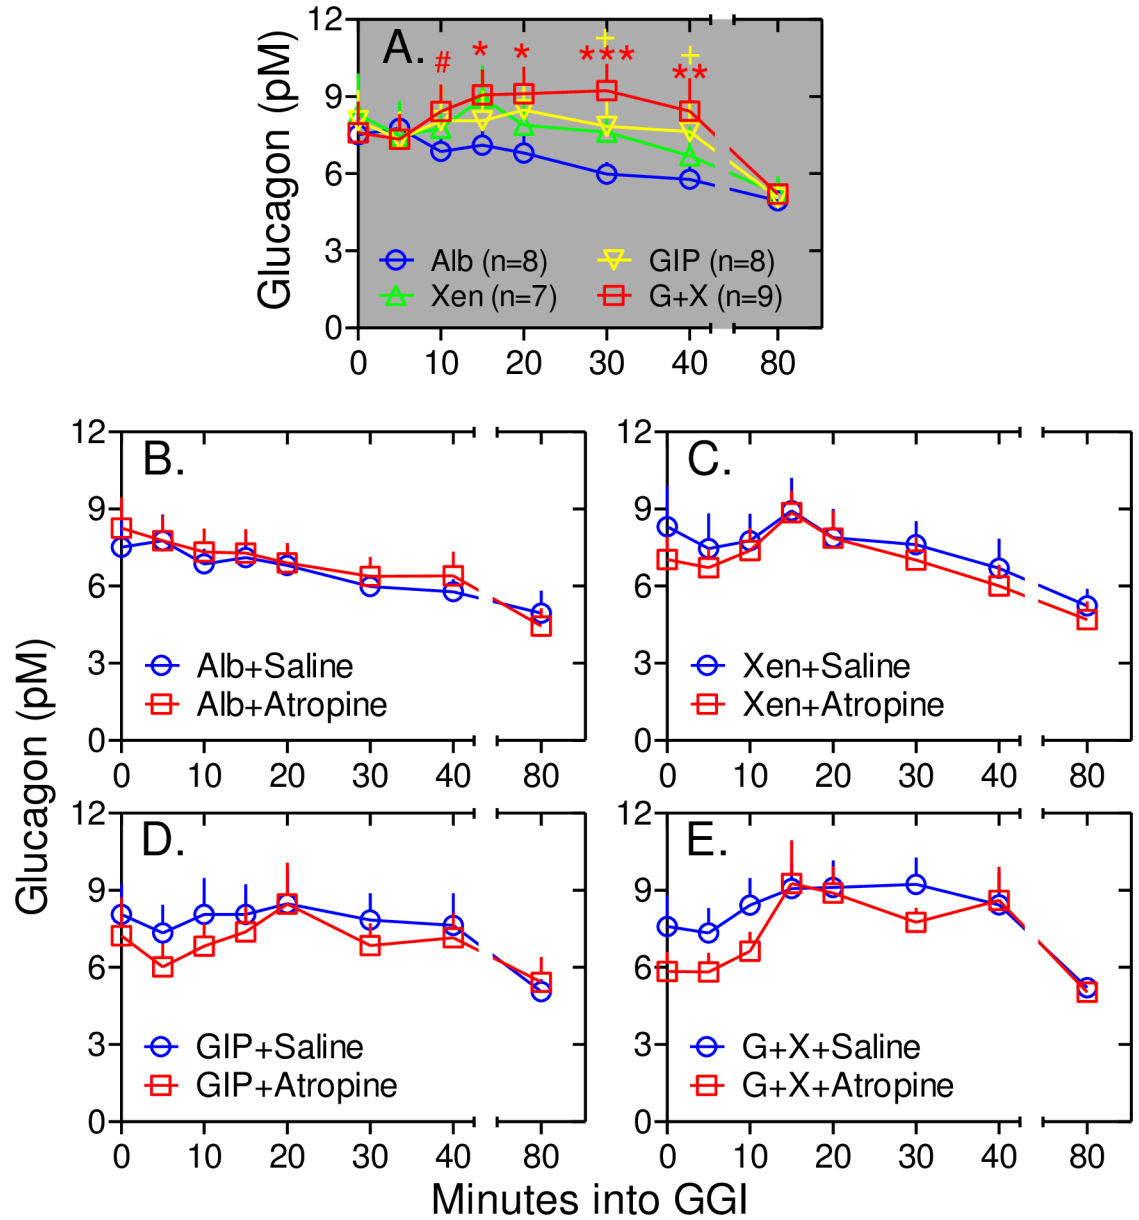 12
9
6
3
0
Glucagon (pM)
A.
#
*
*
+
***
+
**
Alb (n=8)
GIP (n=8)
Xen (n=7)
G+X (n=9)
0 10 20 30 40 80
12
9
6
3
0
B.
Alb+Saline
Alb+Atropine
0 10 20 30 40 80
12
9
6
3
0
C.
Xen+Saline
Xen+Atropine
0 10 20 30 40 80
Glucagon (pM)
12
9
6
3
0
D.
GIP+Saline
GIP+Atropine
0 10 20 30 40 80
12
9
6
3
0
E.
G+X+Saline
G+X+Atropine
0 10 20 30 40 80
Minutes into GGI